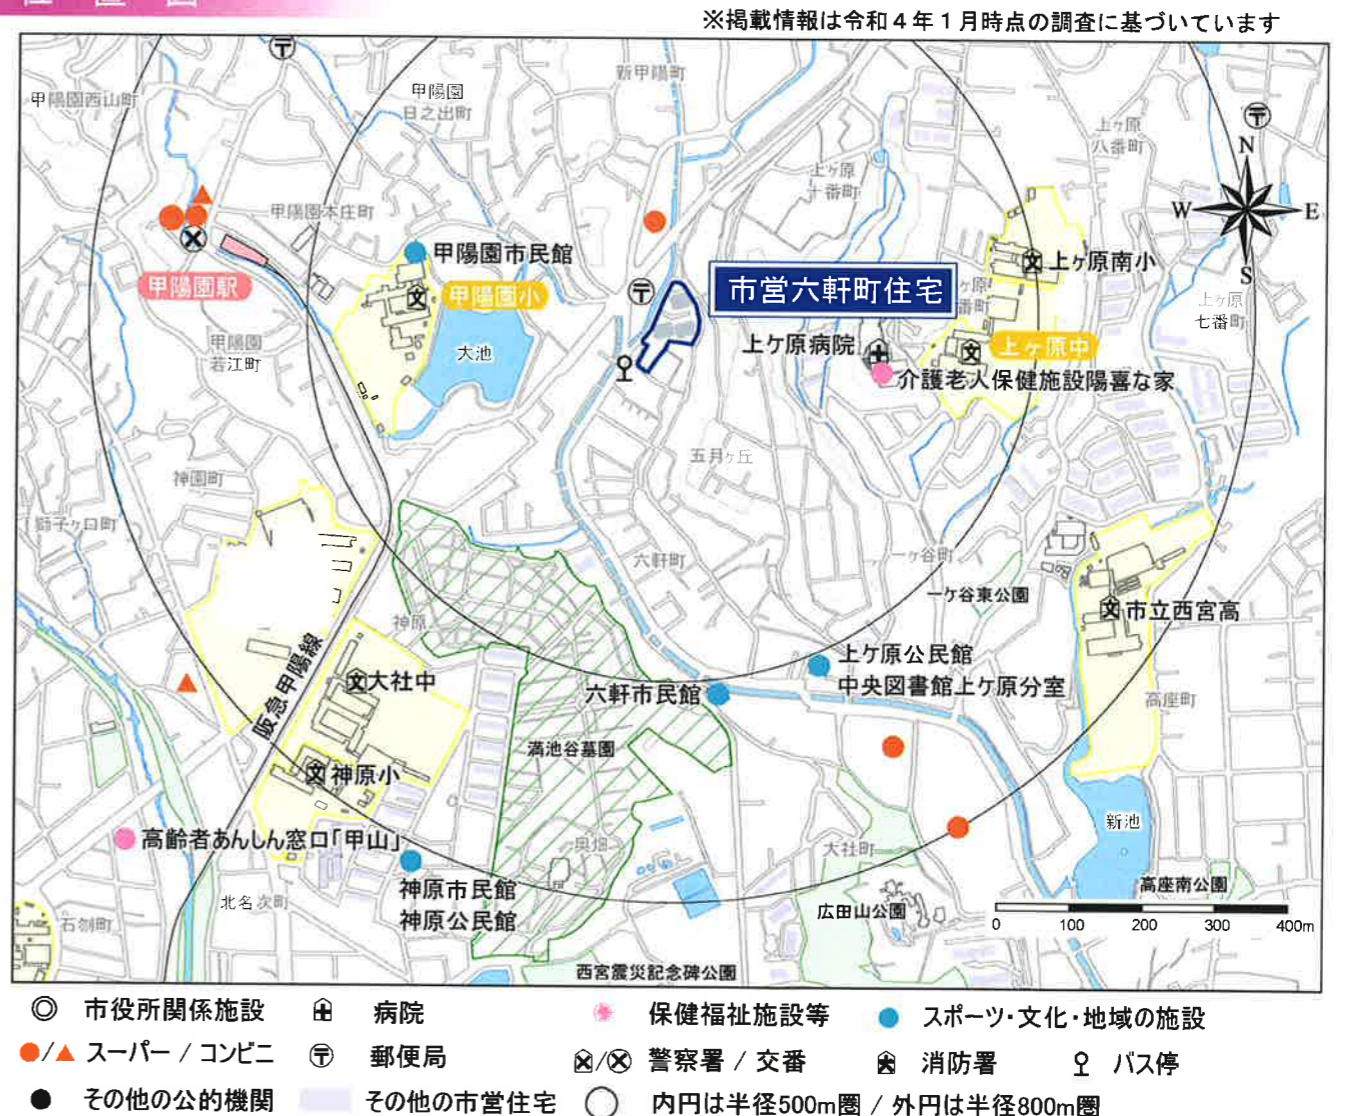 位 置 図
※掲載情報は令和4年1月時点の調査に基づいています
甲陽園西山町
甲陽園
日之出町
新甲陽町
上ヶ原
八番町
上ヶ原
十番町
N
W
E
S
甲陽園本庄町
甲陽園市民館
上ヶ原南小
甲陽園駅
甲陽園小
市営六軒町住宅
ヶ原
番町
上ヶ原
七番町
甲陽園
若江町
大池
上ケ原病院
上ヶ原中
介護老人保健施設陽喜な家
神園町
五月ヶ丘
獅子ヶ口町
六軒町
一ヶ谷町
一ケ谷東公園
市立西宮高
神原
阪急甲陽線
大社中
上ケ原公民館
中央図書館上ケ原分室
六軒市民館
高座町
満池谷墓園
神原小
高齢者あんしん窓口「甲山」
奥畑
大社町
新池
神原市民館
神原公民館
北名次町
石刎町
広田山公園
高座南公園
0 100 200 300 400m
西宮震災記念碑公園
市役所関係施設 病院 保健福祉施設等 スポーツ・文化・地域の施設
/ スーパー / コンビニ 郵便局 / 警察署 / 交番 消防署 バス停
その他の公的機関 その他の市営住宅 内円は半径500m圏 / 外円は半径800m圏